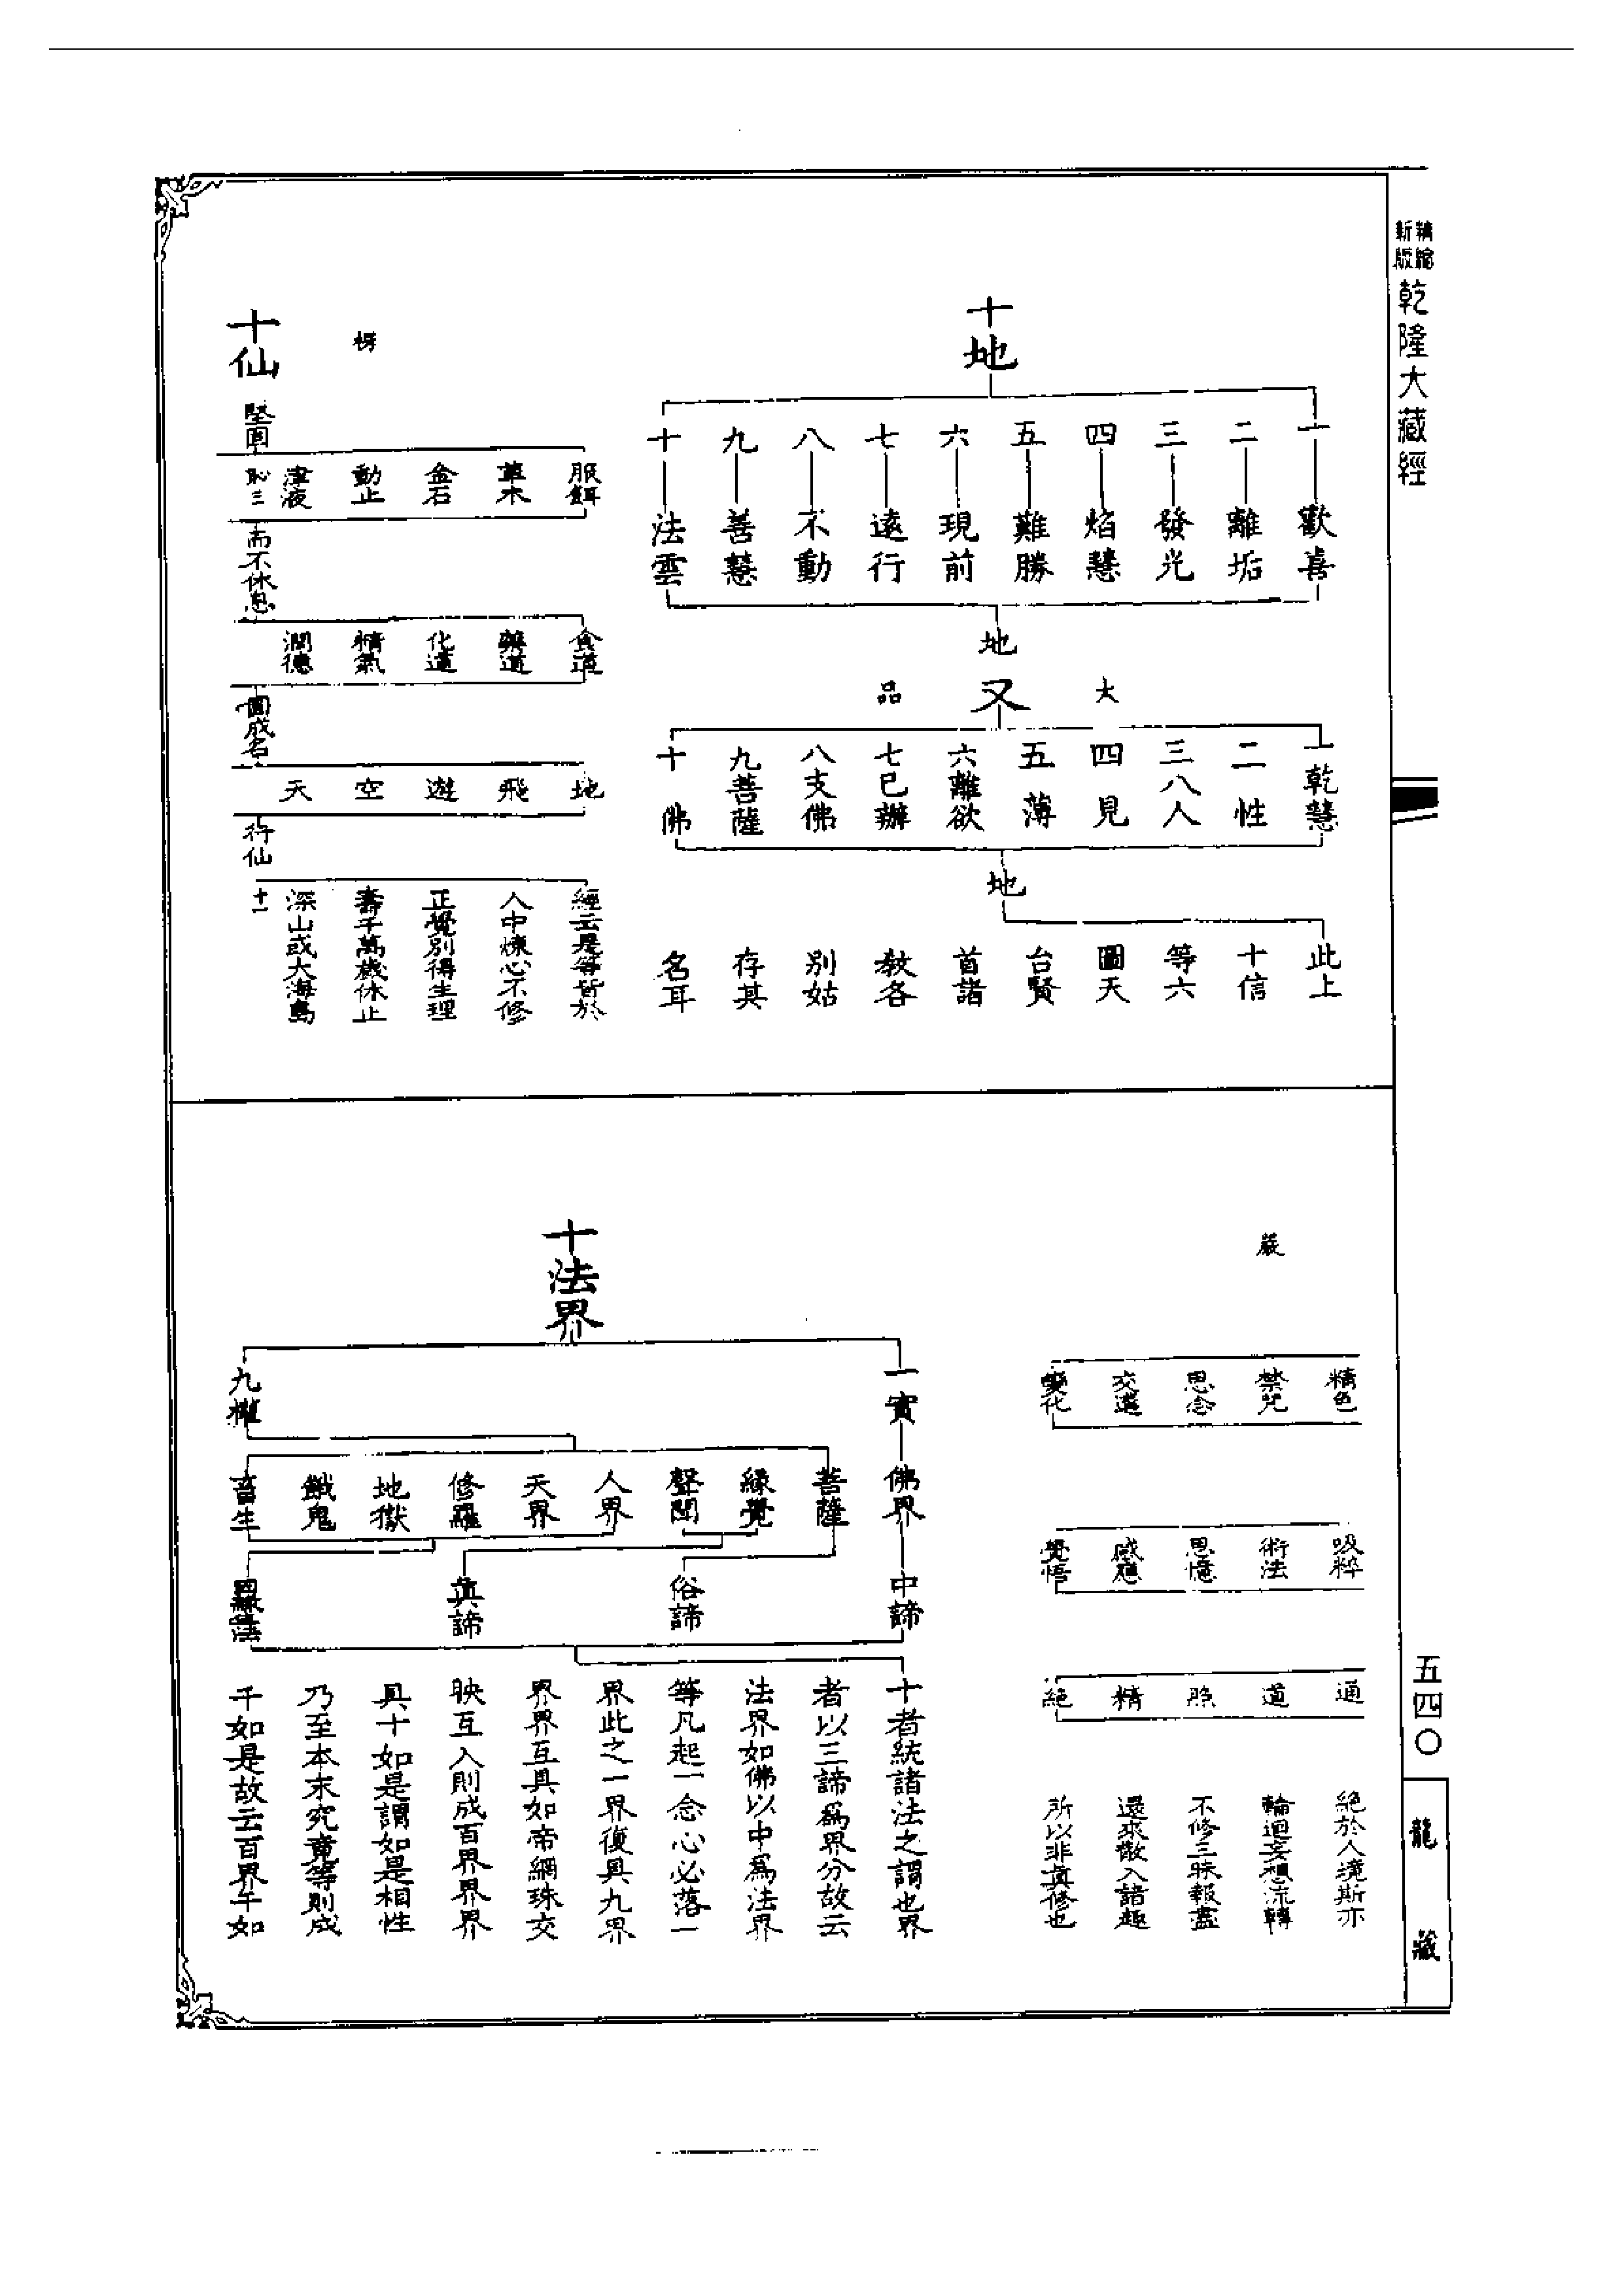 精縮
新版
乾隆大藏經
十地
一 歡喜
二 離垢
三 發光
四 焰慧
五 難勝
六 現前
七 遠行
八 不動
九 善慧
十 法雲
地
大
又
品
一乾慧
二性
三八人
四見
五薄
六離欲
七已辦
八支佛
九菩薩
十佛
地
此上
十信
等六
圖天
台賢
首諸
教各
別姑
存其
名耳
楞
十仙
堅固
服餌
草木
金石
動止
津液
而不休息
食道
藥道
化道
精氣
潤德
圓成名
地
飛
遊
空
天
行仙
經云是等皆於
人中煉心不修
正覺別得生理
壽千萬歲休止
深山或大海島
十一
嚴
精色
禁咒
思念
交遘
變化
吸粹
術法
思憶
感應
覺悟
通
道
照
精
絕
絕於人境斯亦
輪迴妄想流轉
不修三昧報盡
還來散入諸趣
所以非真修也
十法界
一實
九權
佛界
菩薩
緣覺
聲聞
人界
天界
修羅
地獄
餓鬼
畜生
中諦
俗諦
真諦
十者統諸法之謂也界
者以三諦為界分故云
法界如佛以中為法界
等凡起一念心必落一
界此之一界復具九界
界界互具如帝網珠交
映互入則成百界界界
具十如是謂如是相性
乃至本末究竟等則成
千如是故云百界千如
五四〇
龍藏